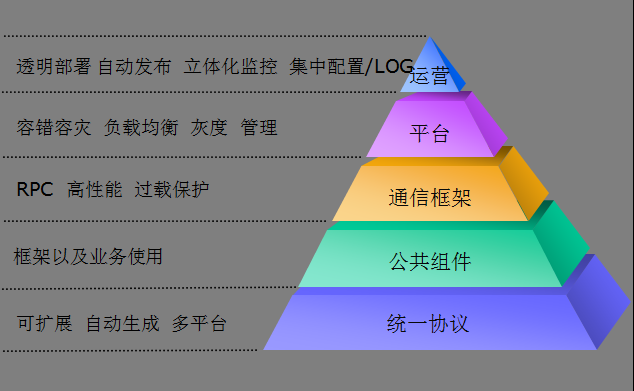 透明部署 自动发布 立体化监控 集中配置/LOG
运营
容错容灾 负载均衡 灰度 管理
平台
RPC 高性能 过载保护
通信框架
框架以及业务使用
公共组件
可扩展 自动生成 多平台
统一协议